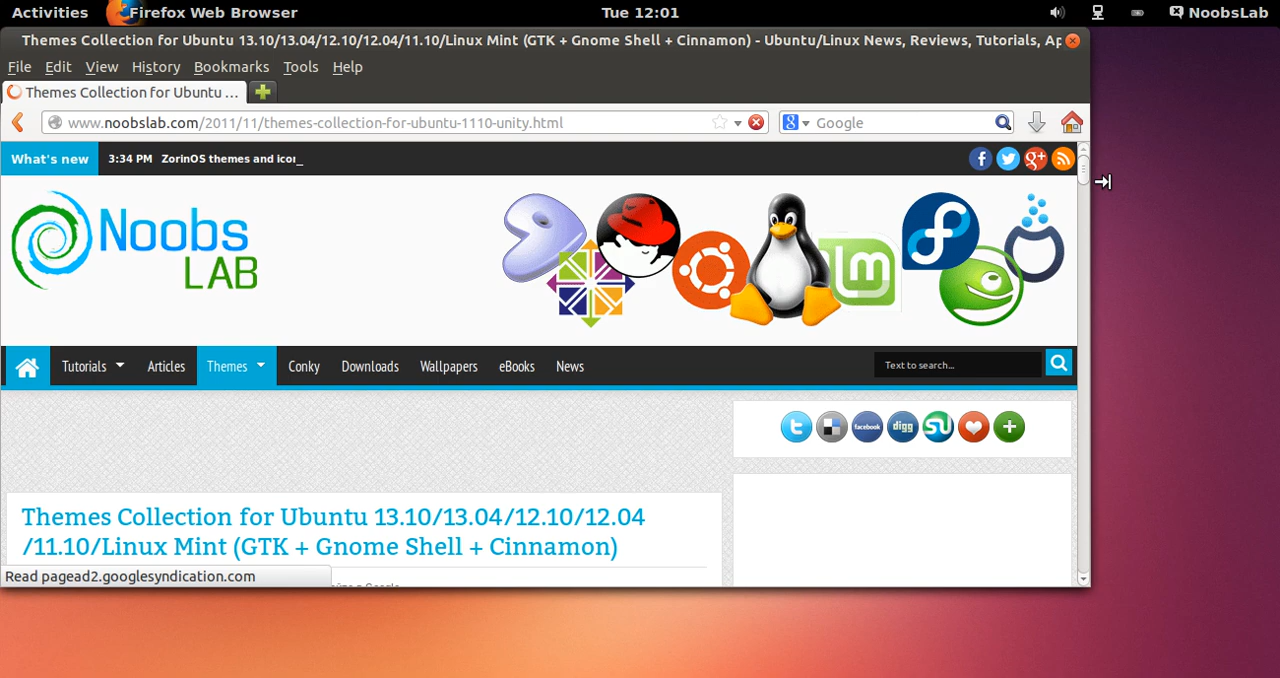 Activities Firefox Web Browser Tue 12:01 NoobsLab
Themes Collection for Ubuntu 13.10/13.04/12.10/12.04/11.10/Linux Mint (GTK + Gnome Shell + Cinnamon) - Ubuntu/Linux News, Reviews, Tutorials, Ap
File Edit View History Bookmarks Tools Help
Themes Collection for Ubuntu ...
www.noobslab.com/2011/11/themes-collection-for-ubuntu-1110-unity.html Google
What's new 3:34 PM ZorinOS themes and icon_
Noobs
LAB
Tutorials Articles Themes Conky Downloads Wallpapers eBooks News Text to search...
facebook digg
Themes Collection for Ubuntu 13.10/13.04/12.10/12.04
/11.10/Linux Mint (GTK + Gnome Shell + Cinnamon)
Read pagead2.googlesyndication.com